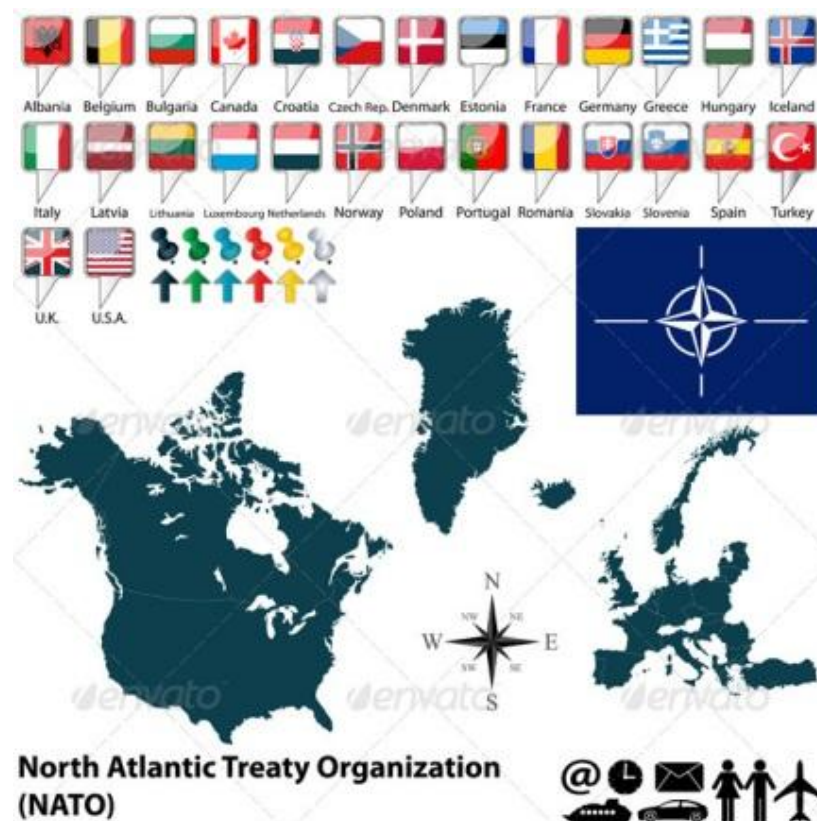 Albania Belgium Bulgaria Canada Croatia Czech Rep. Denmark Estonia France Germany Greece Hungary Iceland
Italy Latvia Lithuania Luxembourg Netherlands Norway Poland Portugal Romania Slovakia Slovenia Spain Turkey
U.K. U.S.A.
envato envato envato
N
NW NE
W E
SW SE
S
envato envato envato
North Atlantic Treaty Organization
(NATO)
@